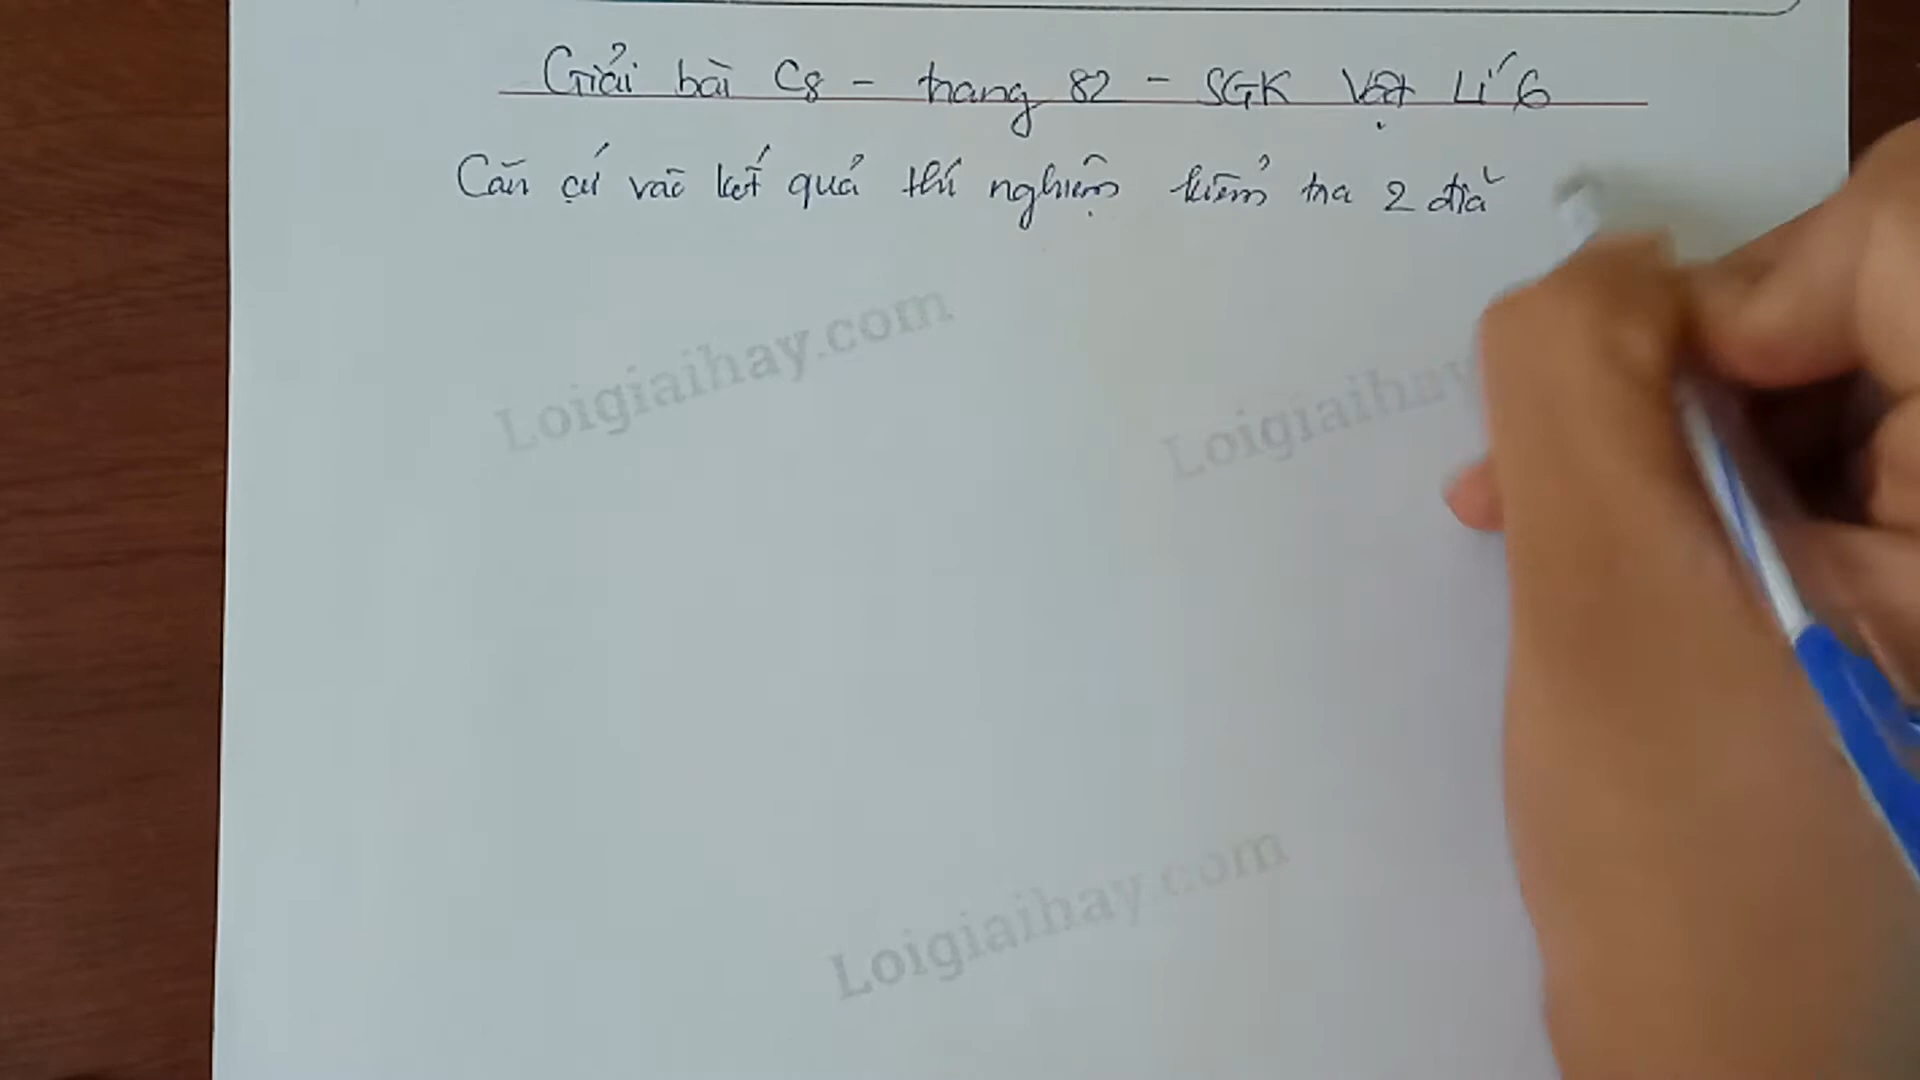 Giải bài C8 - trang 82 - SGK Vật Lí 6
Căn cứ vào kết quả thí nghiệm kiểm tra 2 đĩa
Loigiaihay.com
Loigiaihay
Loigiaihay.com